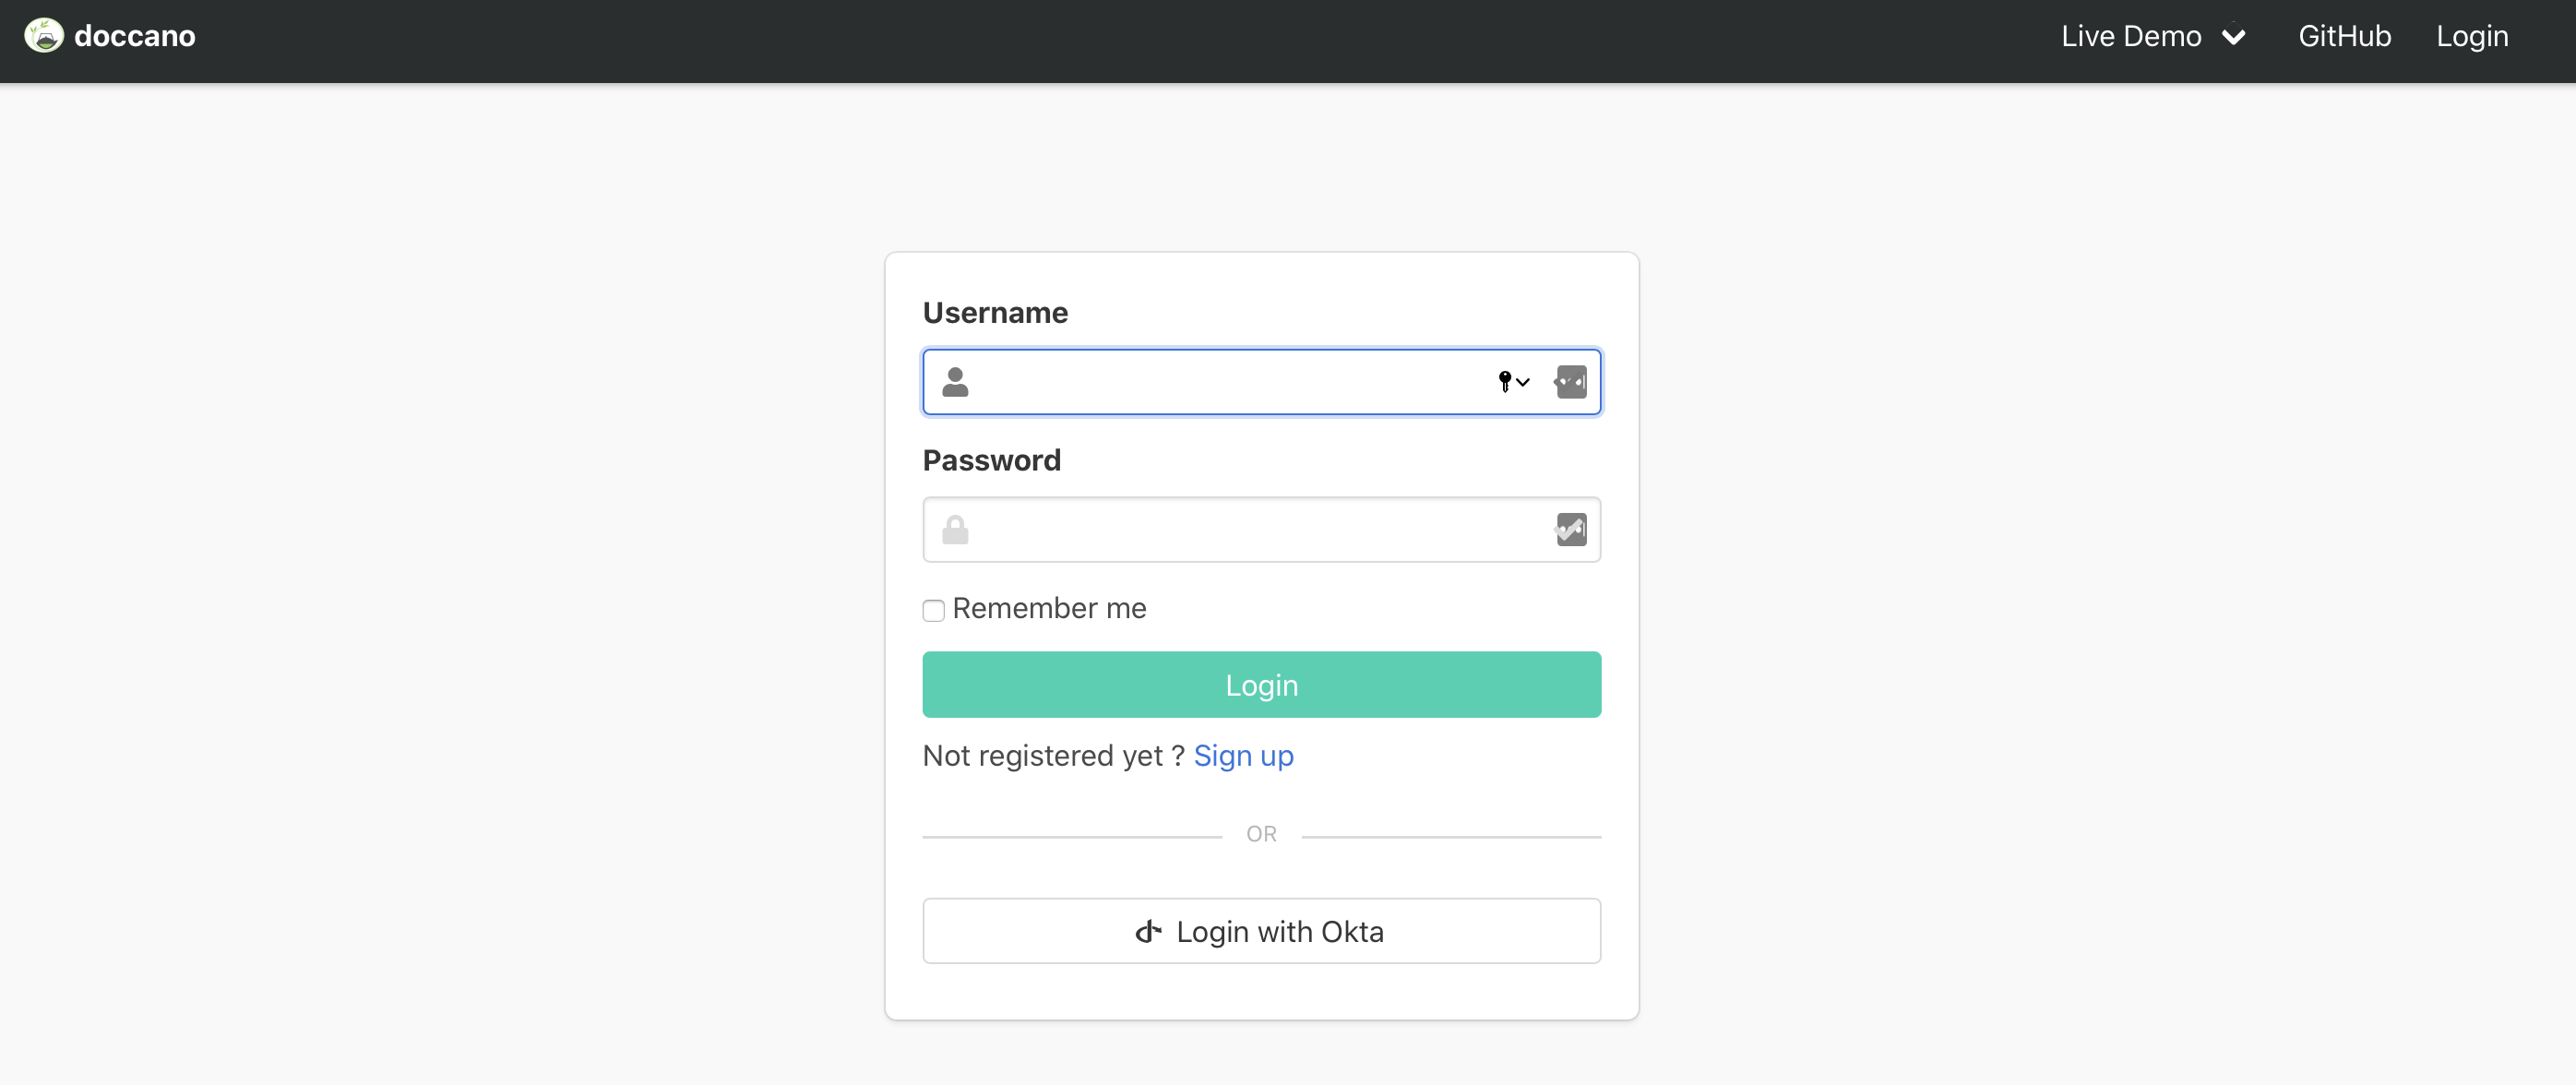 doccano
Live Demo
GitHub
Login
Username
Password
Remember me
Login
Not registered yet ? Sign up
OR
Login with Okta